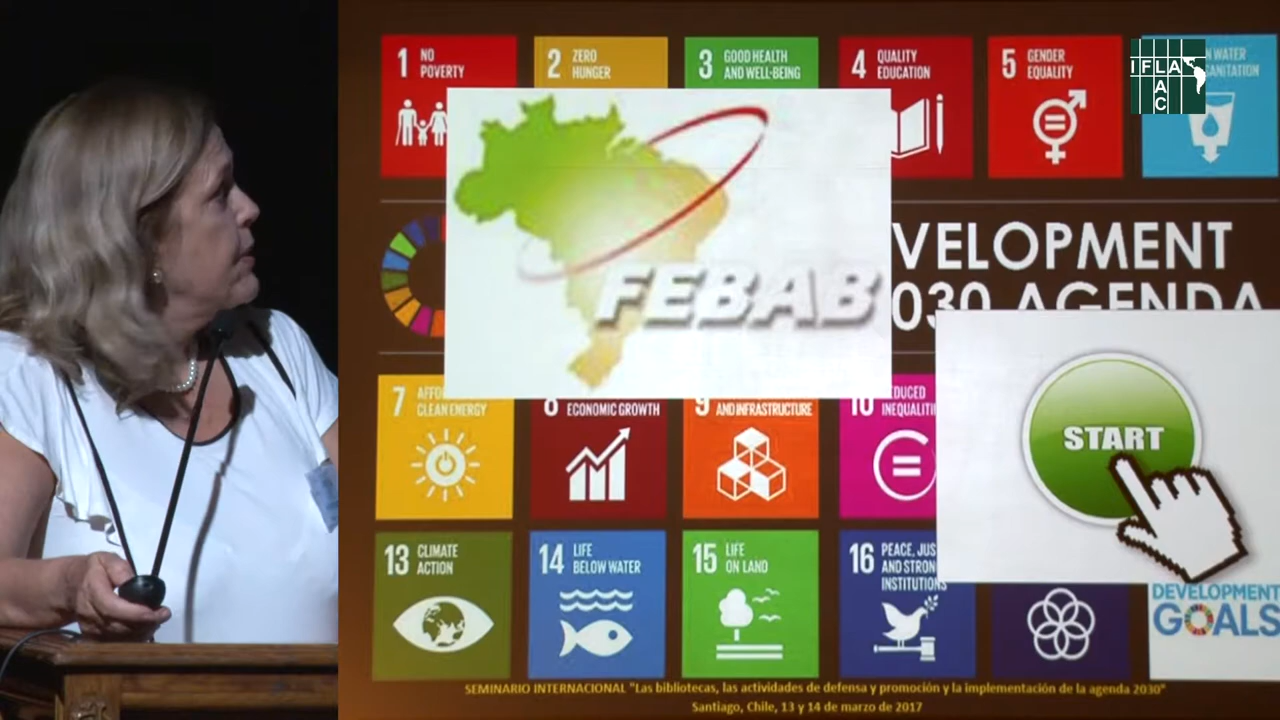 1 NO
POVERTY
2 ZERO
HUNGER
3 GOOD HEALTH
AND WELL-BEING
4 QUALITY
EDUCATION
5 GENDER
EQUALITY
WATER
SANITATION
IFLA
A
C
FEBAB
VELOPMENT
030 AGENDA
7
CLEAN ENERGY
8 ECONOMIC GROWTH
9 AND INFRASTRUCTURE
10
START
13 CLIMATE
ACTION
14 LIFE
BELOW WATER
15 LIFE
ON LAND
16 PEACE, JUS
AND STRON
INSTITUTIONS
DEVELOPMENT
GOALS
SEMINARIO INTERNACIONAL "Las bibliotecas, las actividades de defensa y promoción y la implementación de la agenda 2030"
Santiago, Chile, 13 y 14 de marzo de 2017